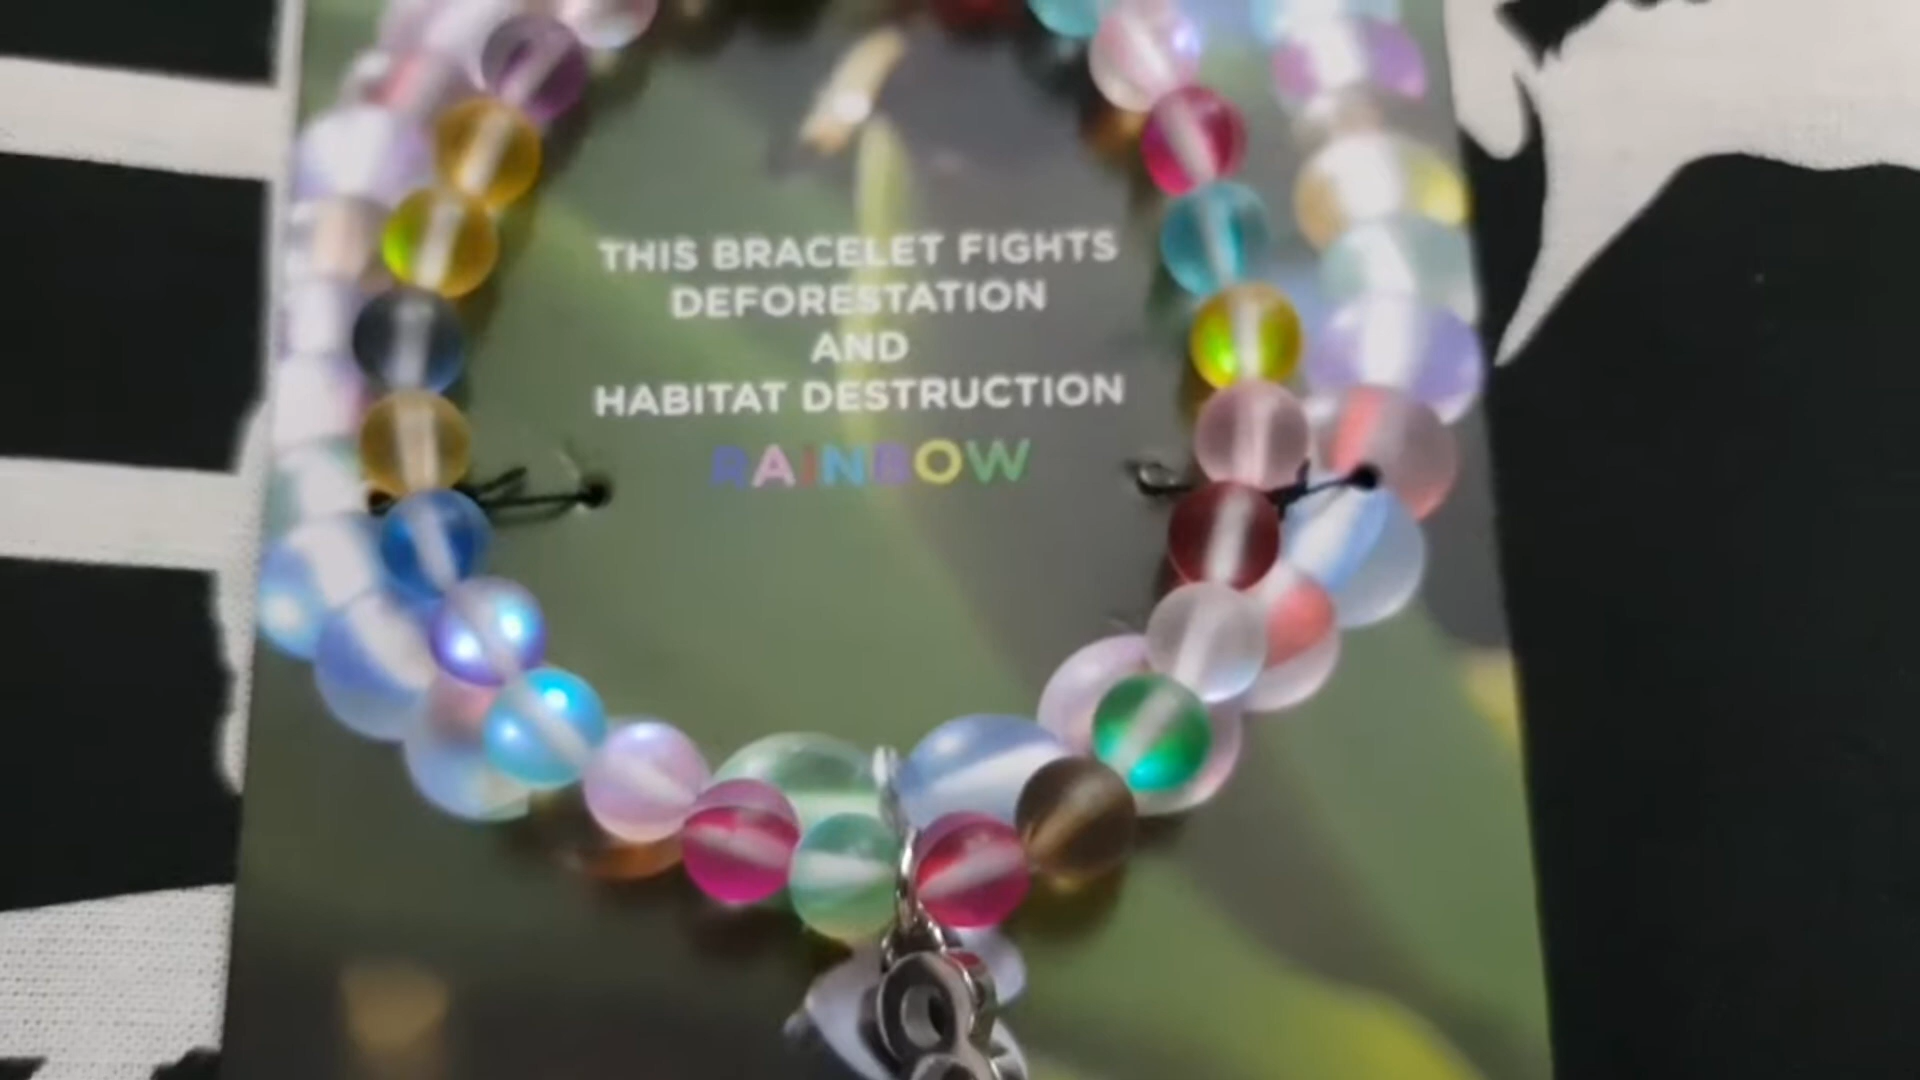 THIS BRACELET FIGHTS
DEFORESTATION
AND
HABITAT DESTRUCTION
RAINBOW